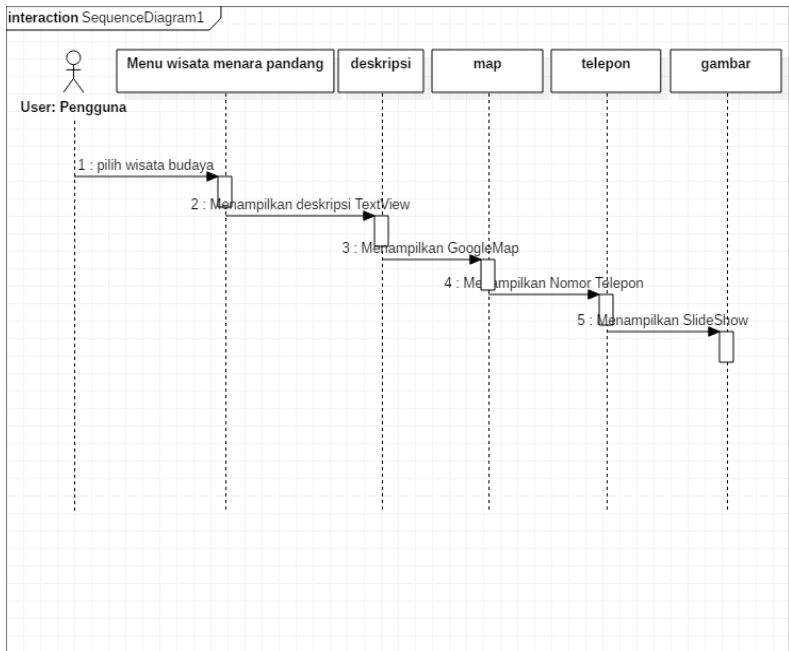 interaction SequenceDiagram1
Menu wisata menara pandang
deskripsi
map
telepon
gambar
User: Pengguna
1 : pilih wisata budaya
2 : Menampilkan deskripsi TextView
3 : Menampilkan GoogleMap
4 : Menampilkan Nomor Telepon
5 : Menampilkan SlideShow